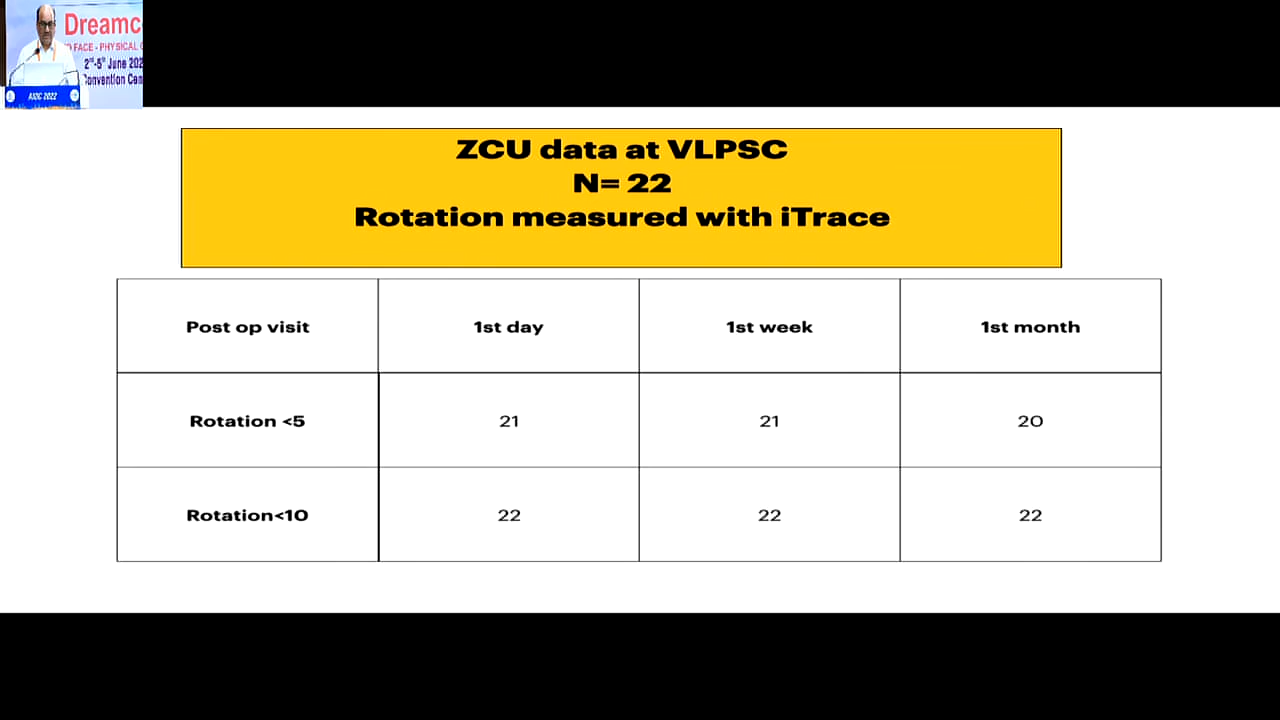 Dreamc
FACE - PHYSICAL
2nd-5th June 202
Convention Cen
AIOC 2022
ZCU data at VLPSC
N= 22
Rotation measured with iTrace
Post op visit 1st day 1st week 1st month
Rotation <5 21 21 20
Rotation<10 22 22 22